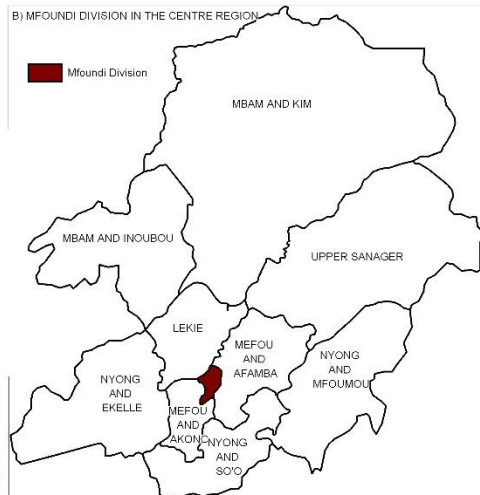 B) MFOUNDI DIVISION IN THE CENTRE REGION
Mfoundi Division
MBAM AND KIM
MBAM AND INOUBOU
UPPER SANAGER
LEKIE
MEFOU
AND
AFAMBA
NYONG
AND
MFOUMOU
NYONG
AND
EKELLE
MEFOU
AND
AKONO
NYONG
AND
SO'O